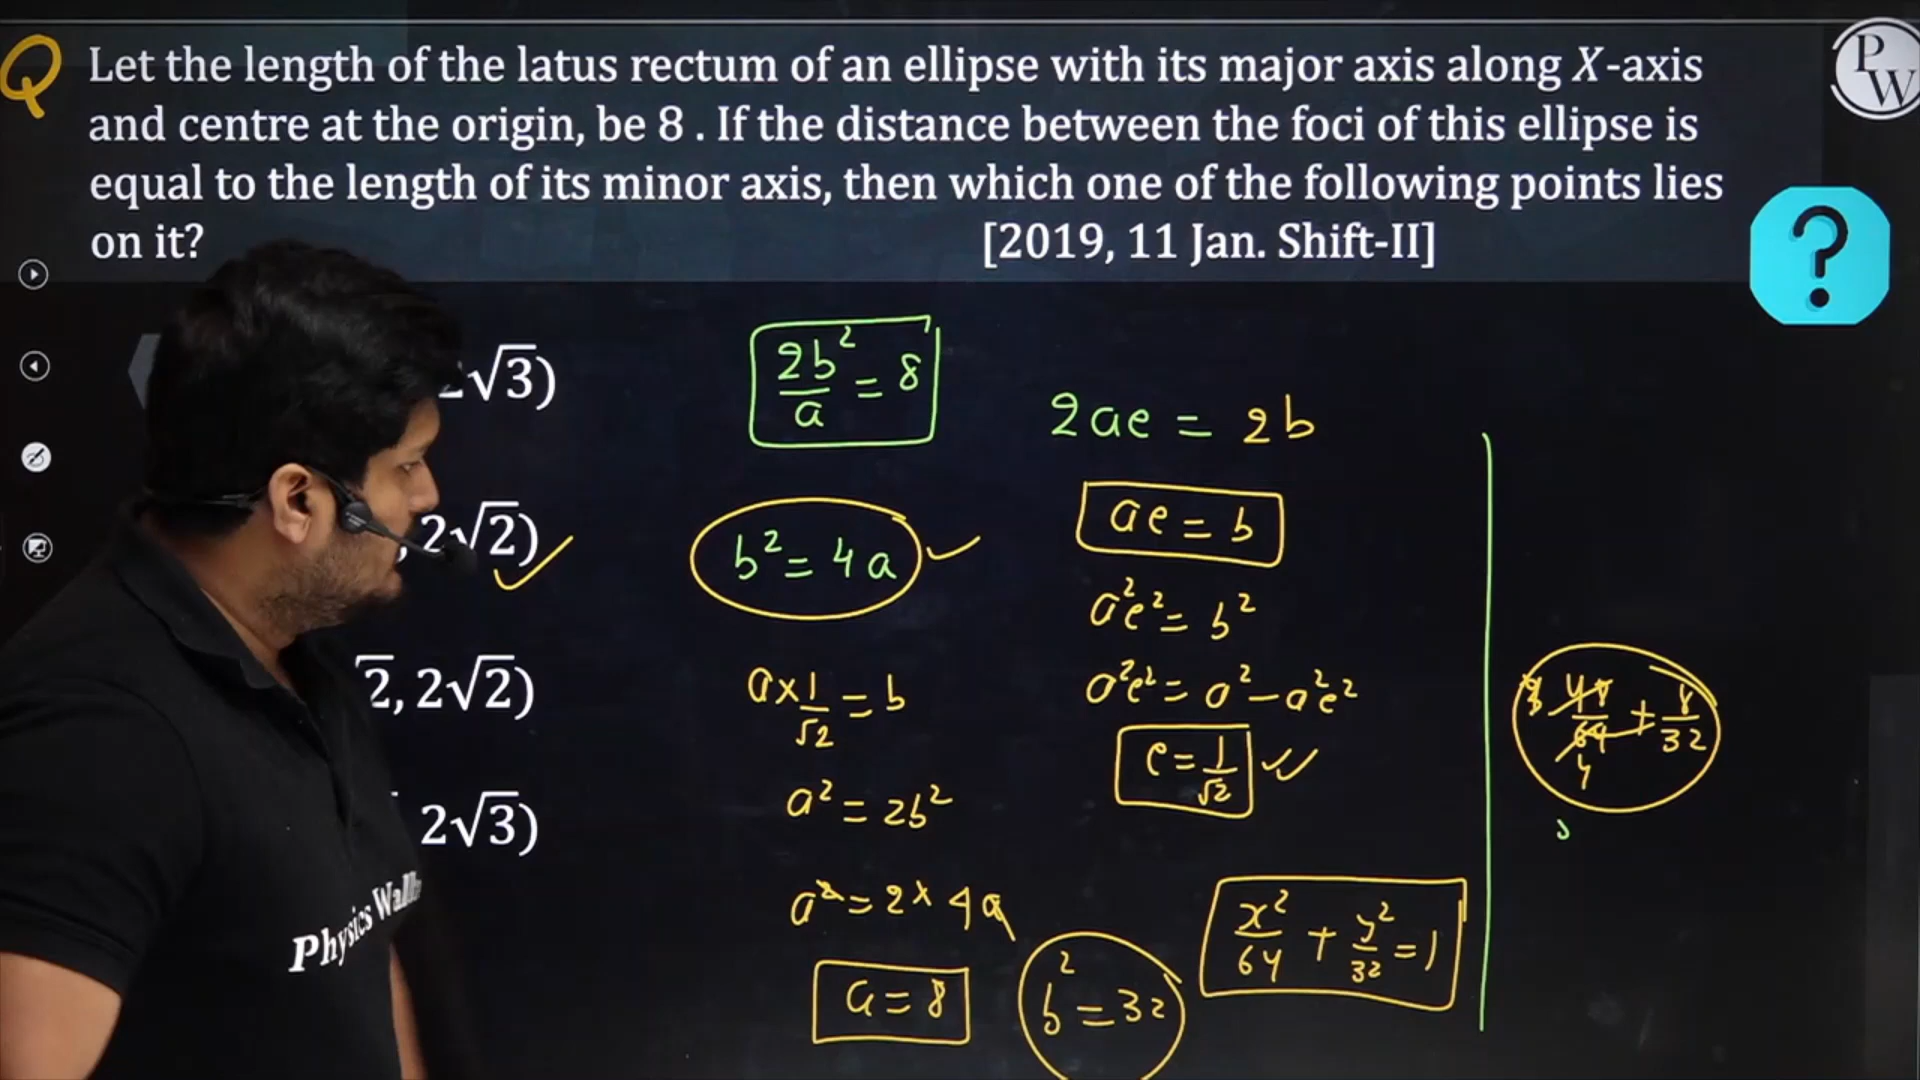 Q Let the length of the latus rectum of an ellipse with its major axis along X-axis
and centre at the origin, be 8 . If the distance between the foci of this ellipse is
equal to the length of its minor axis, then which one of the following points lies
on it? [2019, 11 Jan. Shift-II]
PW
?
√3)
, 2√2)
2, 2√2)
2√3)
2b²/a = 8
b² = 4a
a×1/√2 = b
a² = 2b²
a² = 2× 4a
a = 8
b² = 32
2ae = 2b
ae = b
a²e² = b²
a²e² = a² – a²e²
e = 1/√2
x²/64 + y²/32 = 1
+ 8/32
Physics